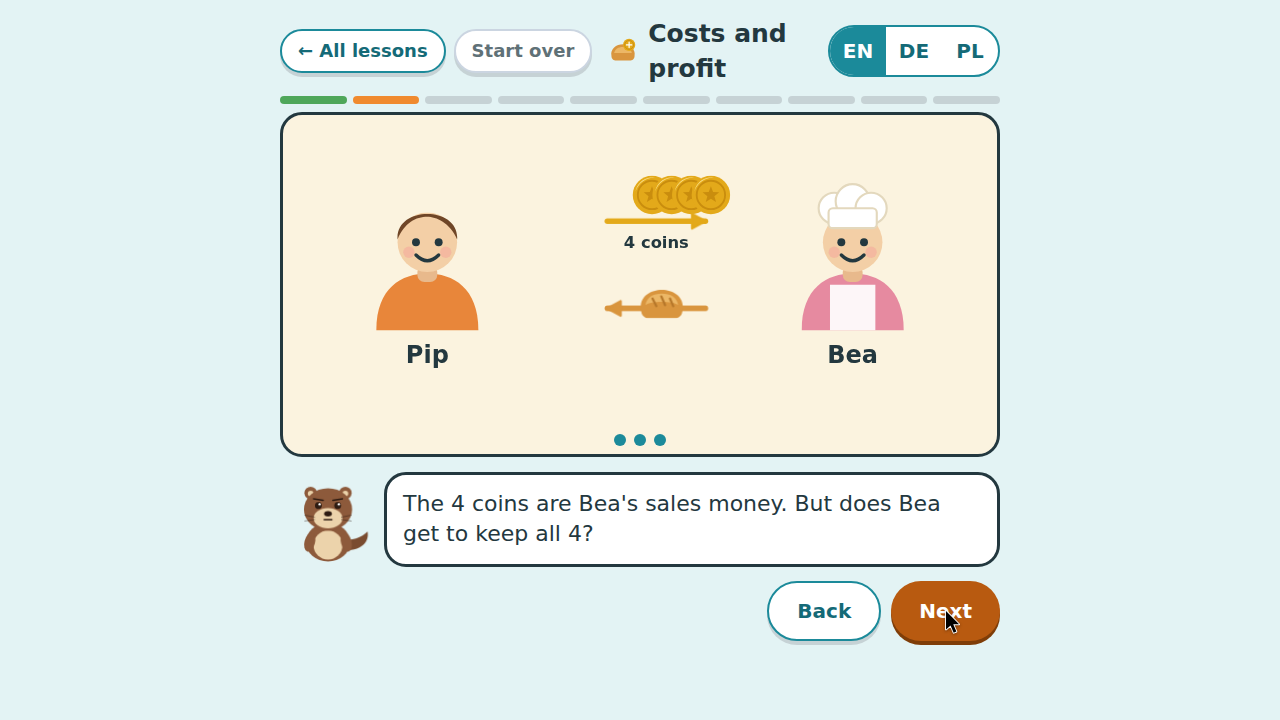 ← All lessons
Start over
Costs and
profit
EN DE PL
4 coins
Pip
Bea
The 4 coins are Bea's sales money. But does Bea
get to keep all 4?
Back
Next